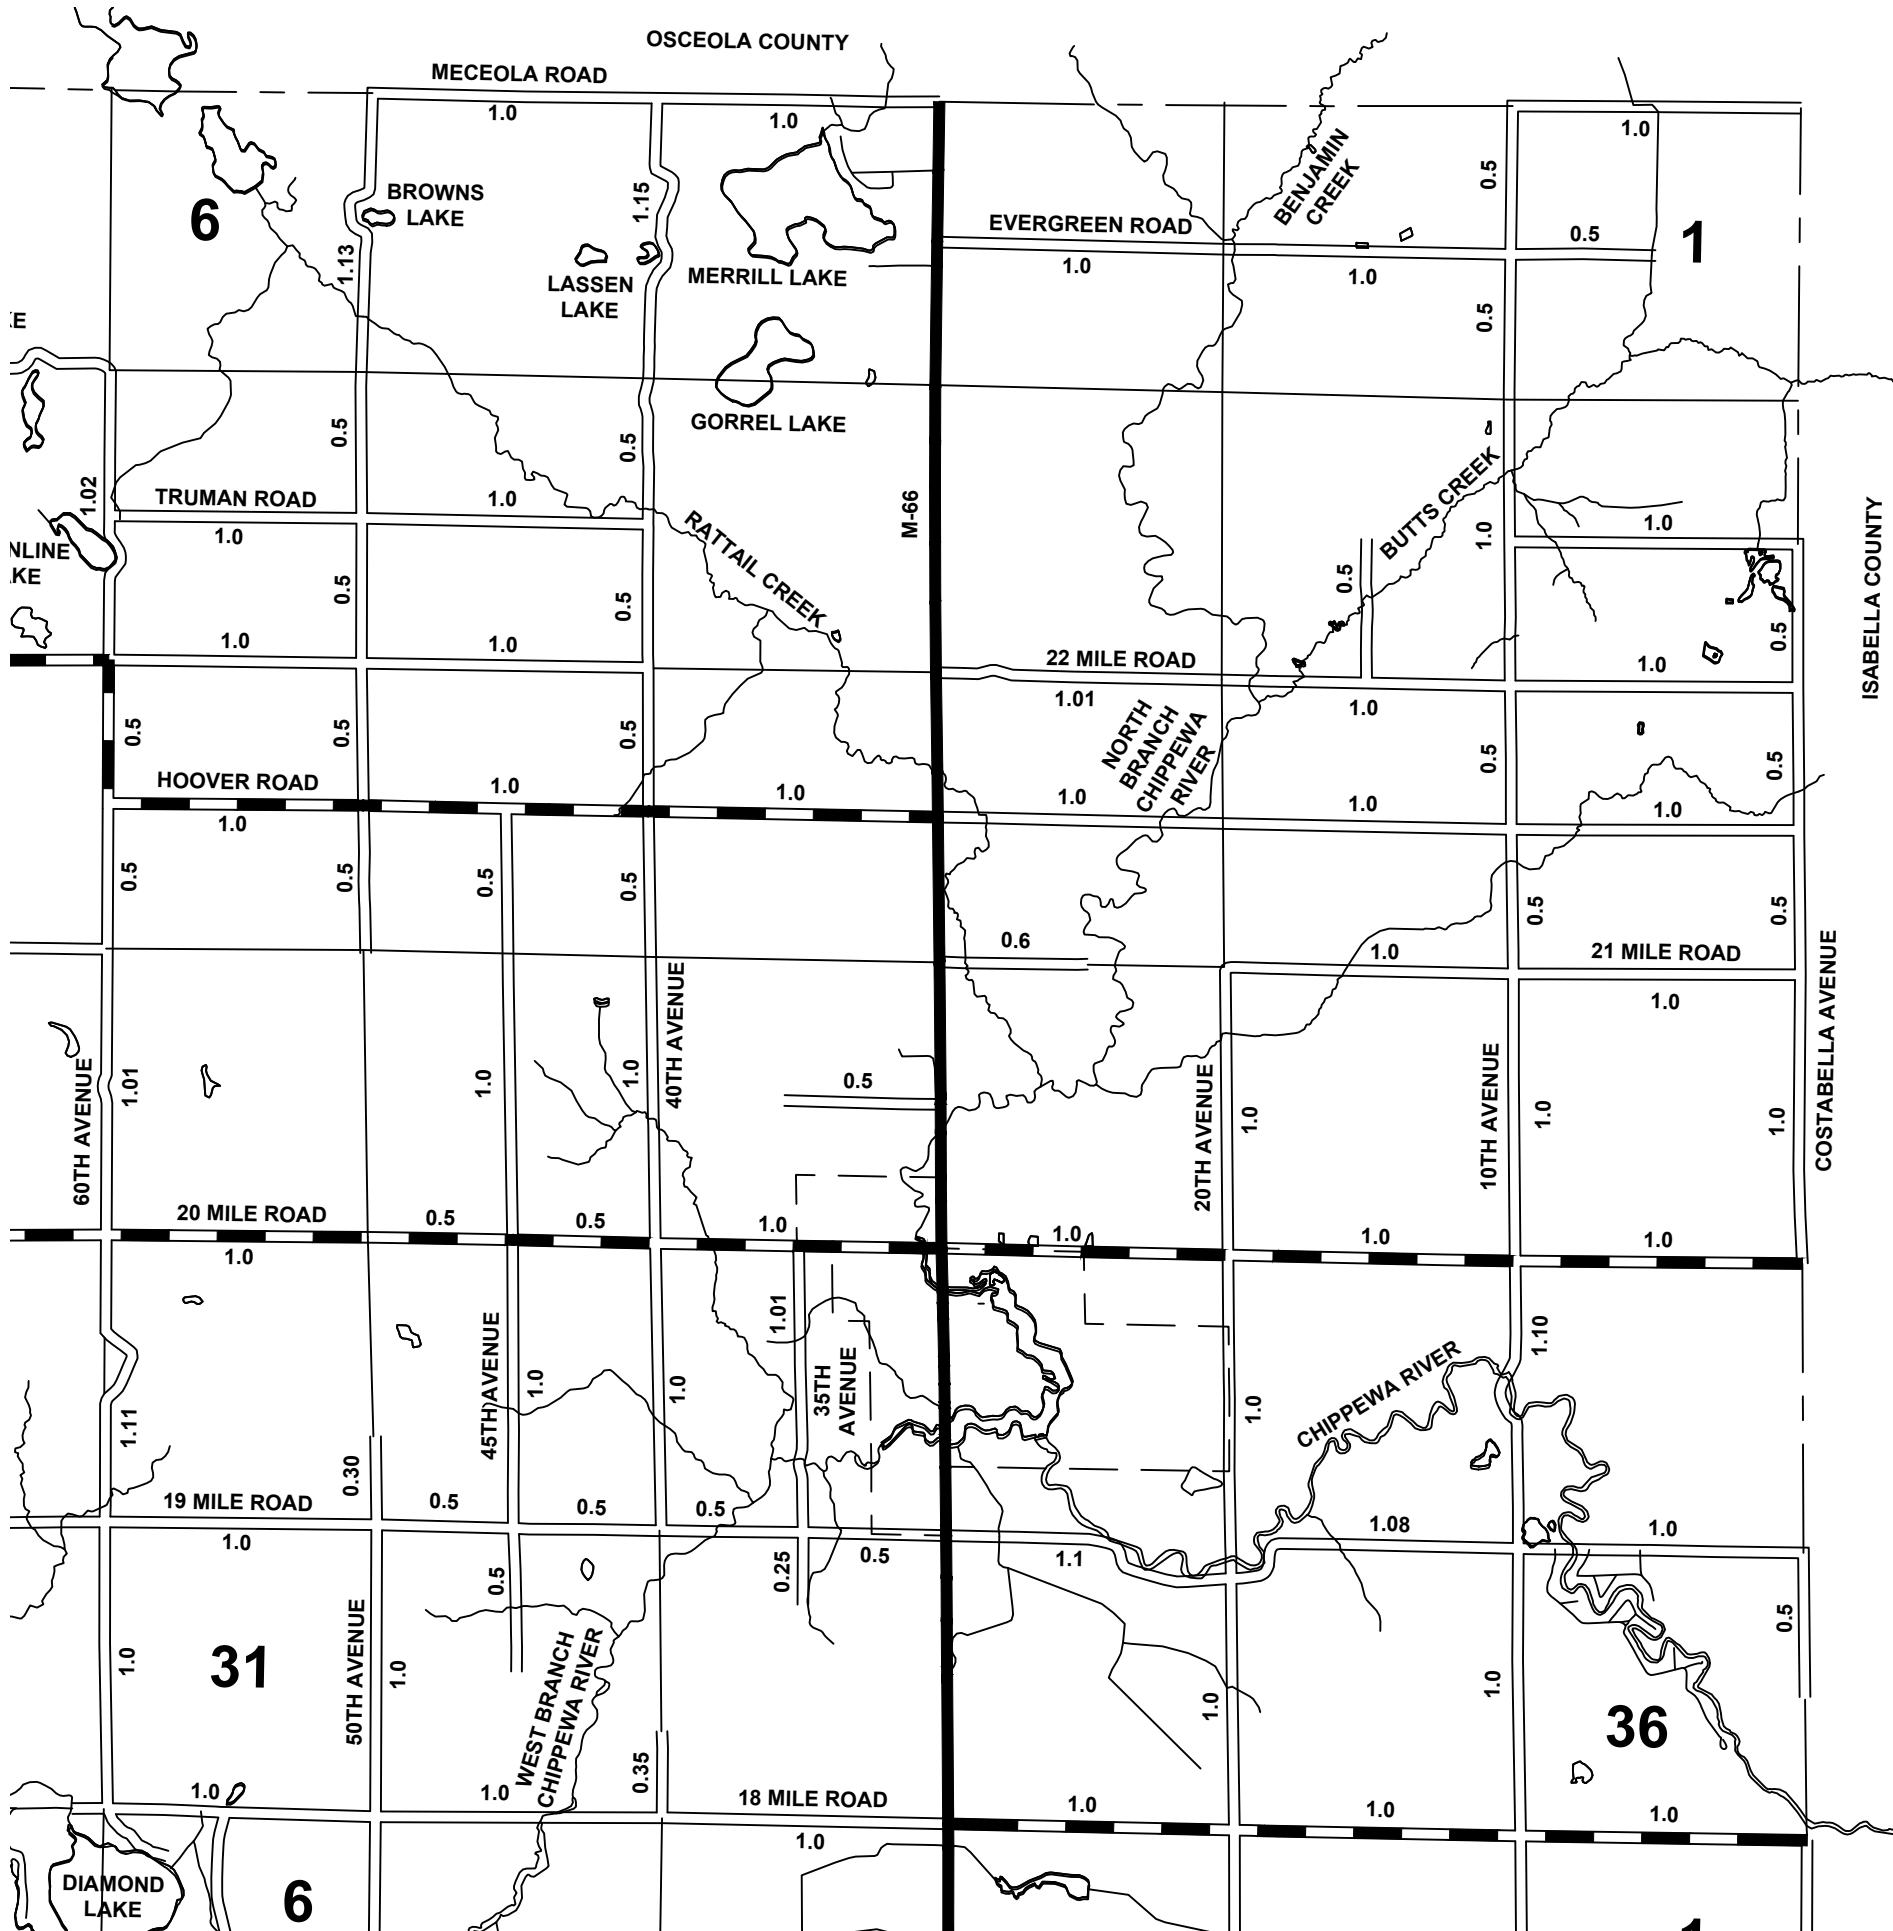 OSCEOLA COUNTY
MECEOLA ROAD
1.0
1.0
1.0
BENJAMIN
CREEK
0.5
BROWNS
LAKE
1.15
6
EVERGREEN ROAD
0.5
1
1.13
1.0
1.0
LASSEN
LAKE
MERRILL LAKE
0.5
GORREL LAKE
0.5
0.5
BUTTS CREEK
1.02
TRUMAN ROAD
1.0
1.0
M-66
RATTAIL CREEK
1.0
1.0
ISABELLA COUNTY
NLINE
KE
0.5
0.5
0.5
0.5
1.0
1.0
22 MILE ROAD
1.0
1.01
1.0
NORTH
BRANCH
CHIPPEWA
RIVER
0.5
0.5
0.5
0.5
0.5
HOOVER ROAD
1.0
1.0
1.0
1.0
1.0
1.0
0.5
0.5
0.5
0.5
0.5
0.5
0.6
1.0
21 MILE ROAD
1.0
40TH AVENUE
COSTABELLA AVENUE
60TH AVENUE
1.01
1.0
1.0
0.5
20TH AVENUE
1.0
10TH AVENUE
1.0
1.0
20 MILE ROAD
0.5
0.5
1.0
1.0
1.0
1.0
1.0
1.01
1.10
45TH AVENUE
1.0
1.0
35TH
AVENUE
1.0
CHIPPEWA RIVER
1.11
0.30
19 MILE ROAD
0.5
0.5
0.5
1.08
1.0
1.0
0.5
1.1
0.5
0.25
0.5
31
1.0
50TH AVENUE
1.0
WEST BRANCH
CHIPPEWA RIVER
1.0
1.0
36
0.35
1.0
1.0
18 MILE ROAD
1.0
1.0
1.0
1.0
DIAMOND
LAKE
6